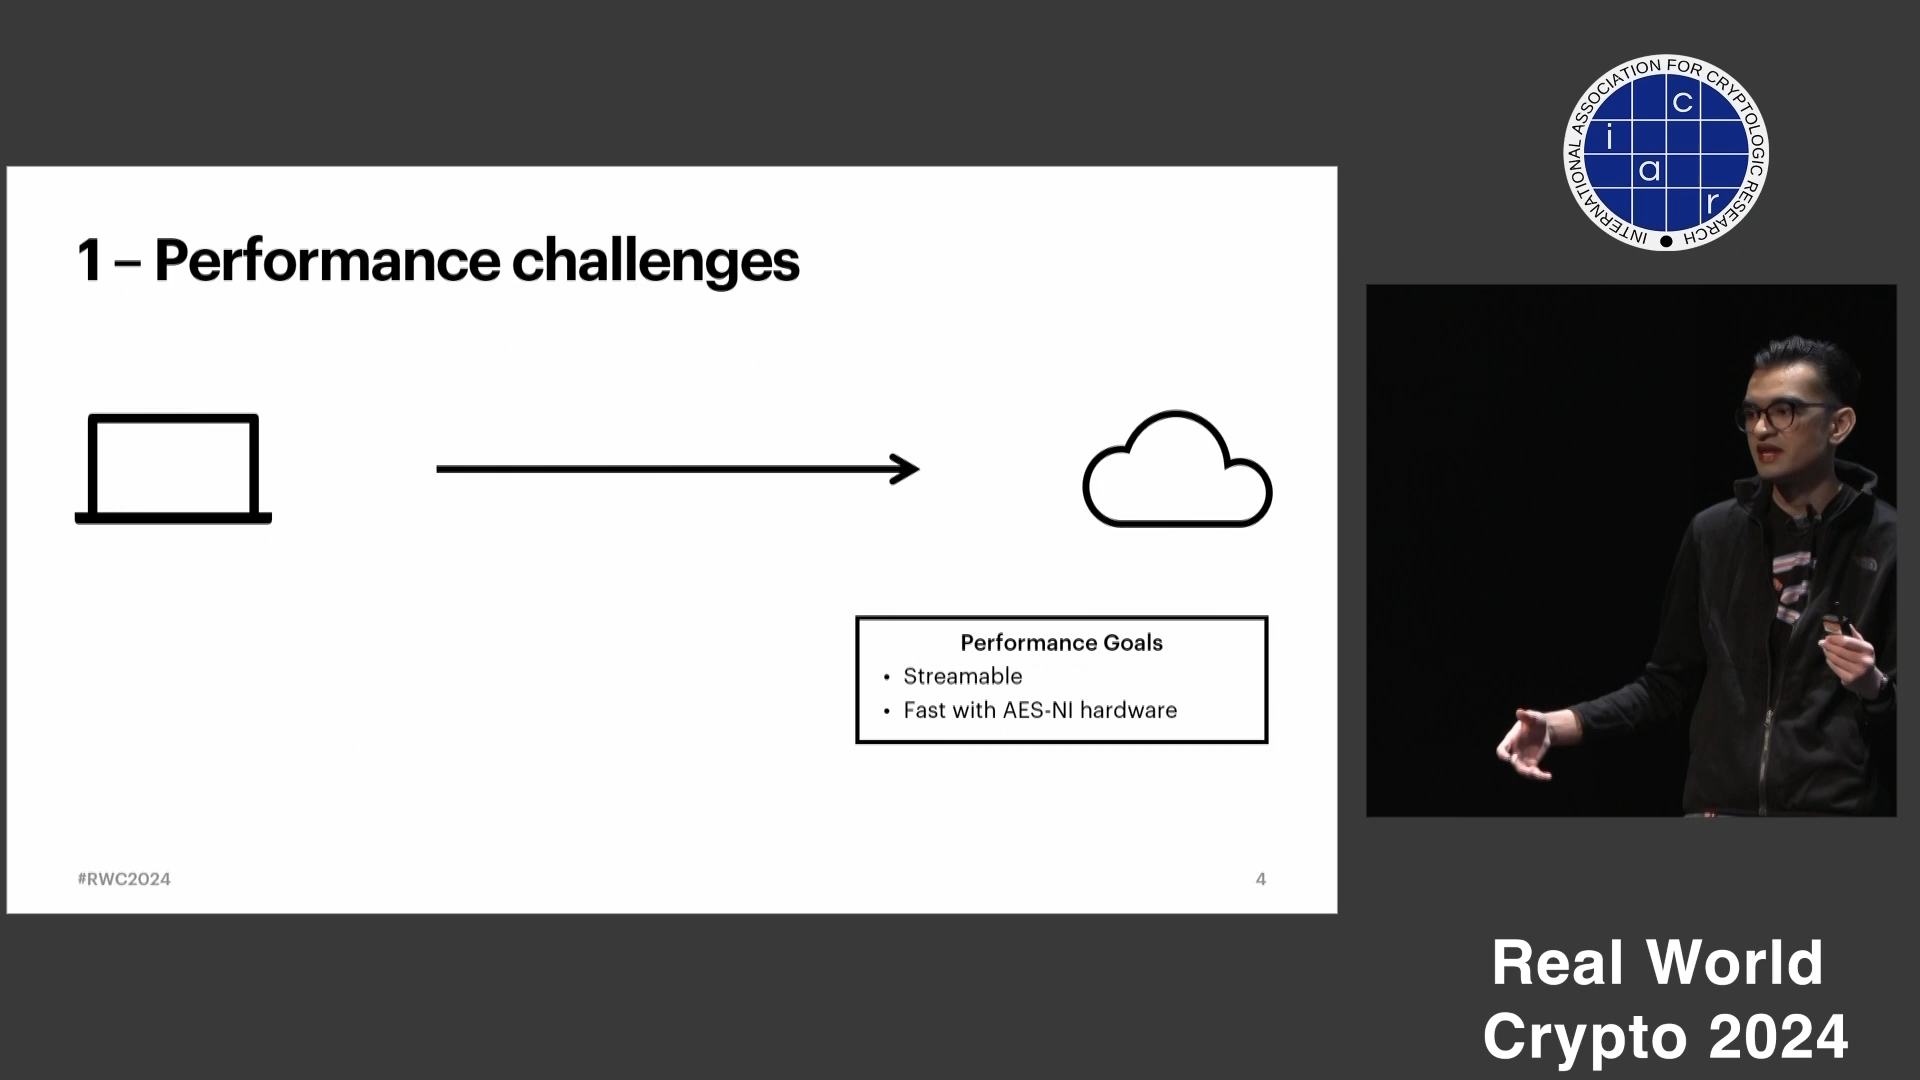 1 – Performance challenges
Performance Goals
• Streamable
• Fast with AES-NI hardware
#RWC2024
4
INTERNATIONAL ASSOCIATION FOR CRYPTOLOGIC RESEARCH
c
i
a
r
Real World
Crypto 2024